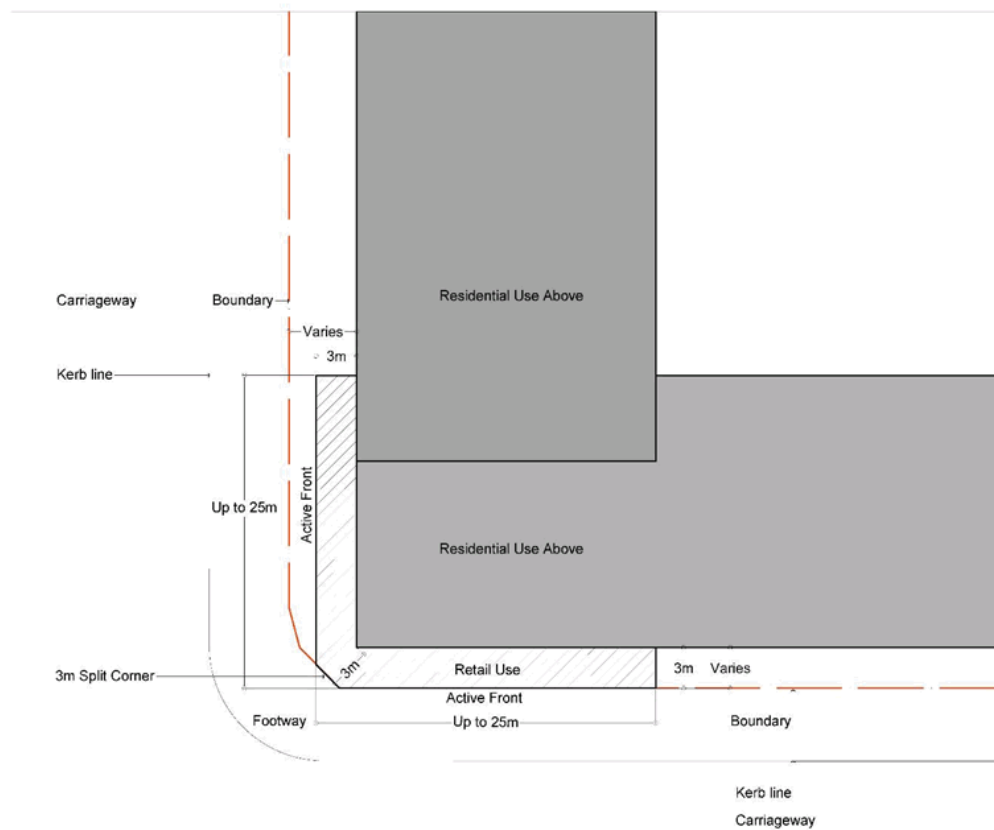 Residential Use Above
Carriageway
Boundary
Varies
3m
Kerb line
Active Front
Up to 25m
Residential Use Above
3m
Retail Use
3m
Varies
3m Split Corner
Active Front
Footway
Up to 25m
Boundary
Kerb line
Carriageway